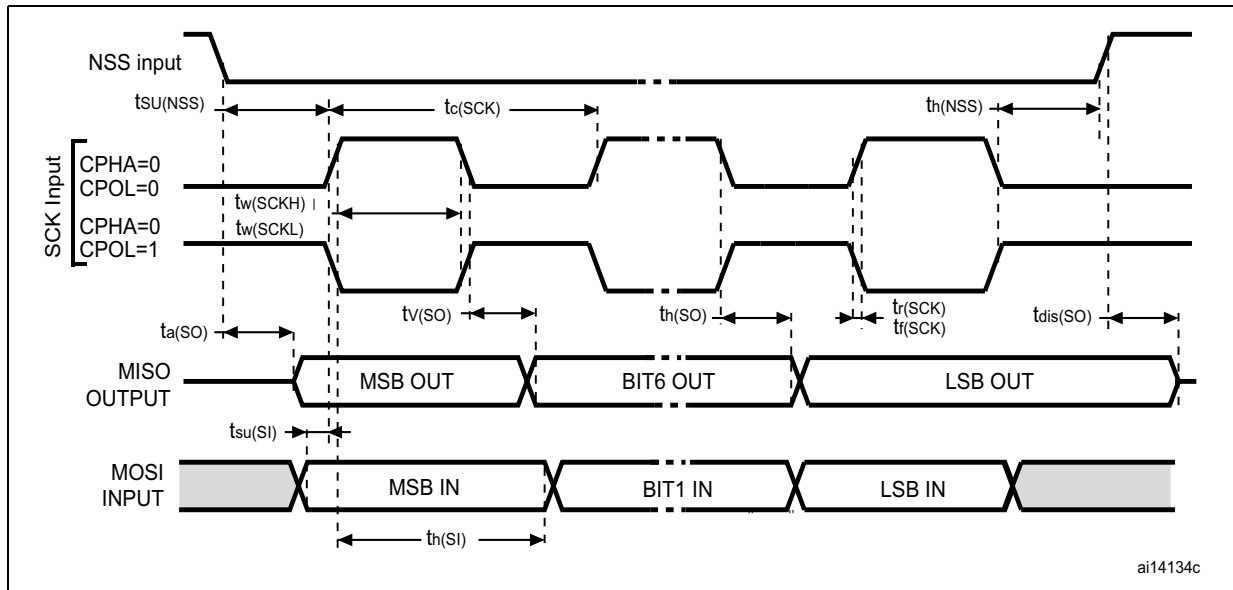 NSS input
tSU(NSS)
tc(SCK)
th(NSS)
SCK Input
CPHA=0
CPOL=0
tw(SCKH)
CPHA=0
tw(SCKL)
CPOL=1
ta(SO)
tV(SO)
th(SO)
tr(SCK)
tf(SCK)
tdis(SO)
MISO
OUTPUT
MSB OUT
BIT6 OUT
LSB OUT
tsu(SI)
MOSI
INPUT
MSB IN
BIT1 IN
LSB IN
th(SI)
ai14134c